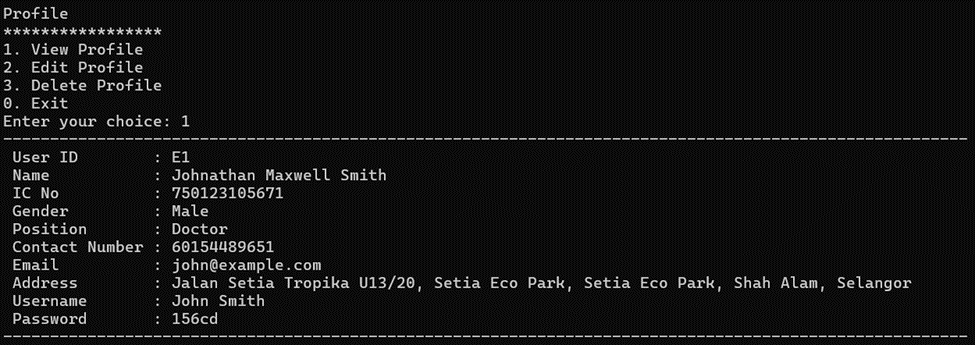 Profile
*****************
1. View Profile
2. Edit Profile
3. Delete Profile
0. Exit
Enter your choice: 1
-------------------------------------------------------------------------------------------------------
User ID        : E1
Name           : Johnathan Maxwell Smith
IC No          : 750123105671
Gender         : Male
Position       : Doctor
Contact Number : 60154489651
Email          : john@example.com
Address        : Jalan Setia Tropika U13/20, Setia Eco Park, Setia Eco Park, Shah Alam, Selangor
Username       : John Smith
Password       : 156cd
-------------------------------------------------------------------------------------------------------